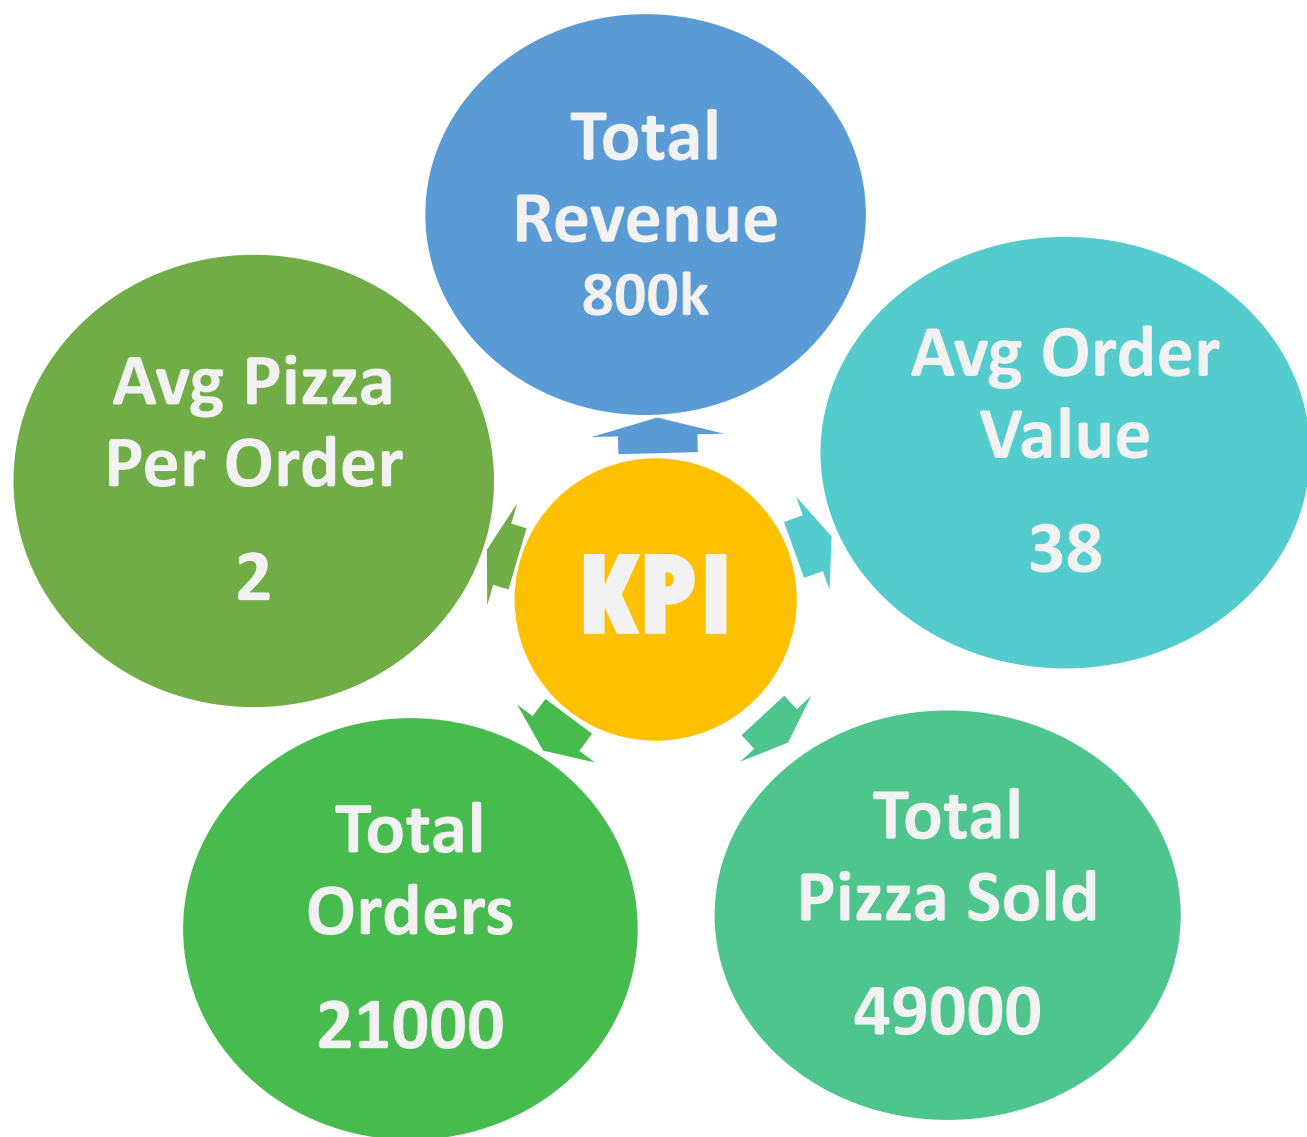 Total
Revenue
800k
Avg Order
Value
38
Avg Pizza
Per Order
2
KPI
Total
Orders
21000
Total
Pizza Sold
49000